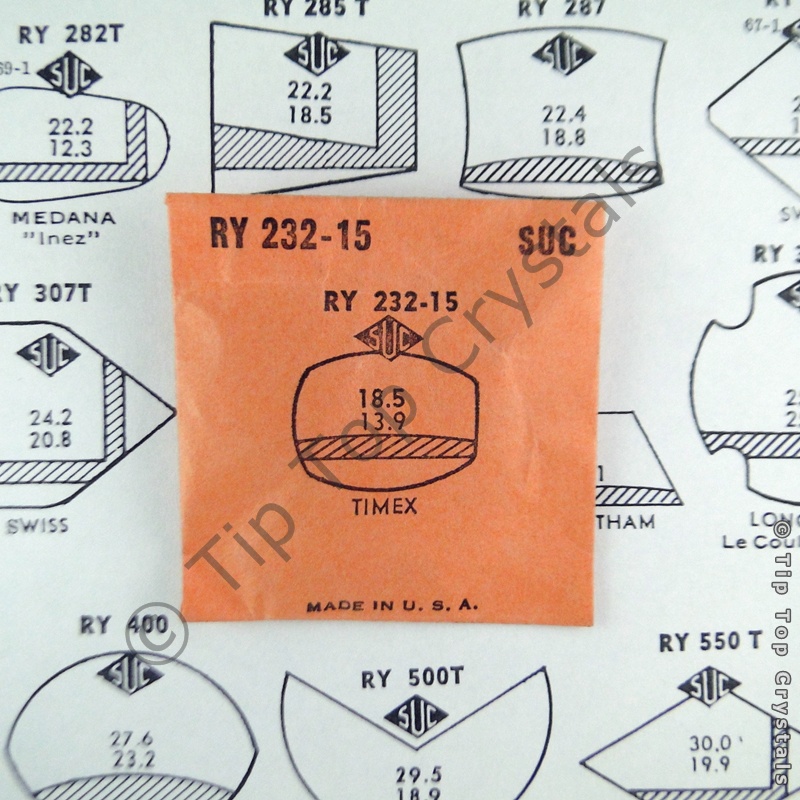 RY 285 T
RY 287
RY 282T
69-1
SUC
SUC
SUC
67-1
22.2
18.5
22.4
18.8
22.2
12.3
MEDANA
"Inez"
RY 232-15 SUC
RY 307T
RY 232-15
SUC
SUC
24.2
20.8
18.5
13.9
SWISS
TIMEX
THAM
Le Coul
MADE IN U. S. A.
RY 400
SUC
27.6
23.2
RY 500T
SUC
29.5
18.9
RY 550 T
SUC
30.0
19.9
© Tip Top Crystals
© Tip Top Crystals